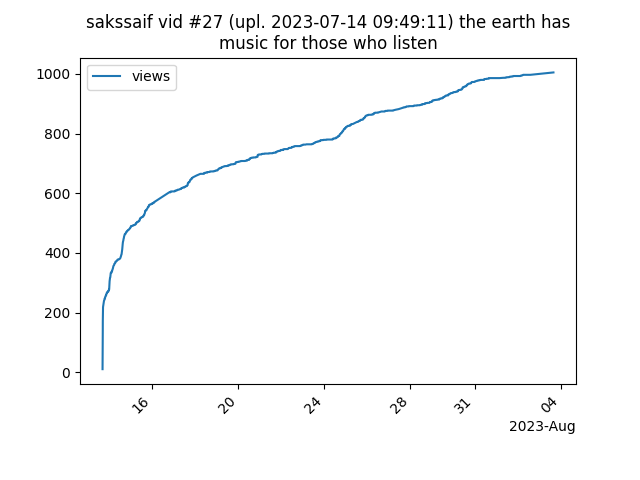 sakssaif vid #27 (upl. 2023-07-14 09:49:11) the earth has
music for those who listen
views
1000
800
600
400
200
0
16 20 24 28 31 04
2023-Aug